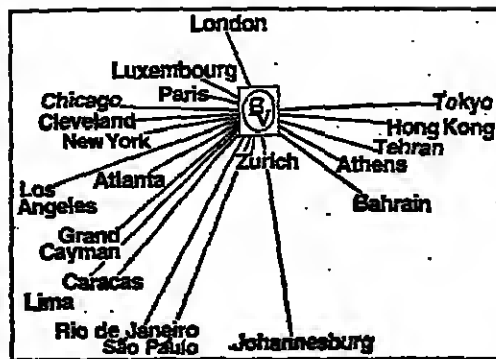 London
Luxembourg
Paris
Chicago
Cleveland
New York
Los
Angeles
Atlanta
Grand
Cayman
Caracas
Lima
Rio de Janeiro
São Paulo
BV
Zurich
Tokyo
Hong Kong
Tehran
Athens
Bahrain
Johannesburg